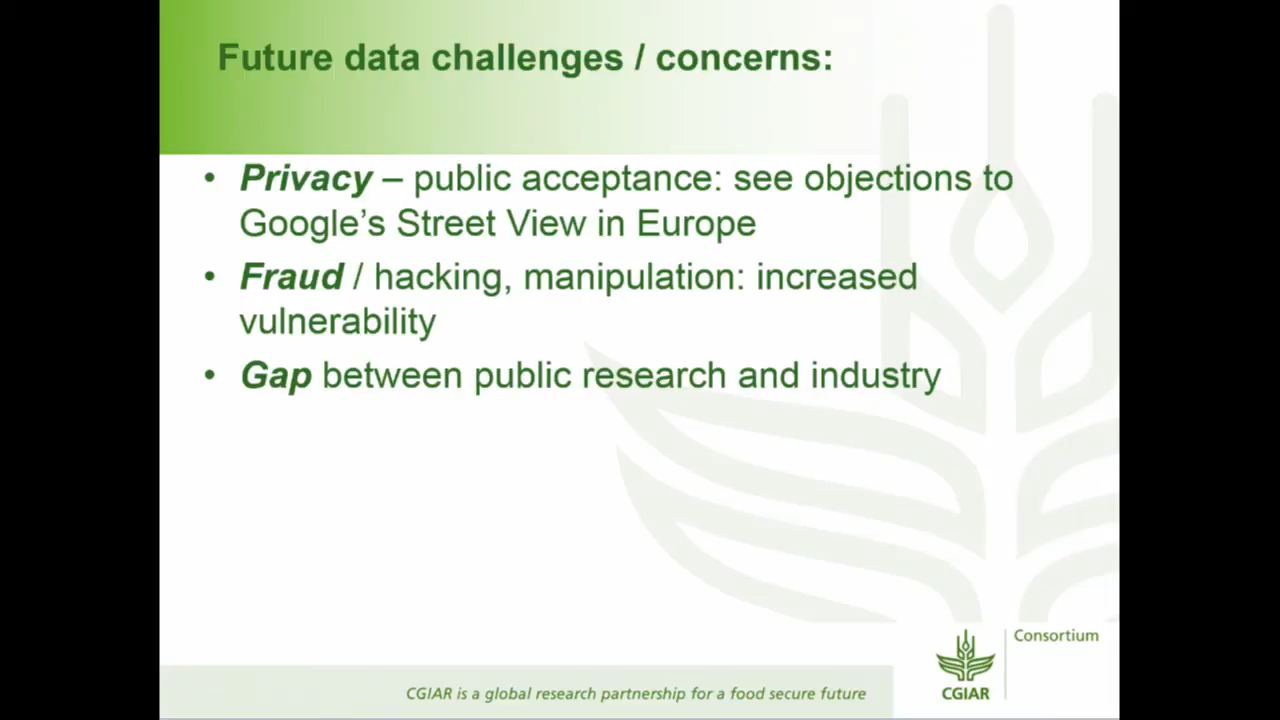 Future data challenges / concerns:
• Privacy – public acceptance: see objections to
Google’s Street View in Europe
• Fraud / hacking, manipulation: increased
vulnerability
• Gap between public research and industry
Consortium
CGIAR
CGIAR is a global research partnership for a food secure future